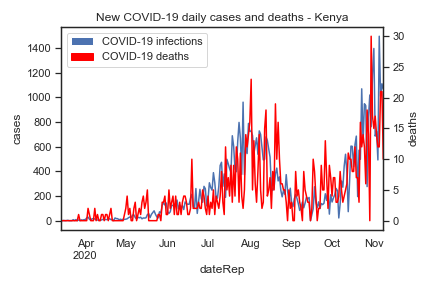 New COVID-19 daily cases and deaths - Kenya
COVID-19 infections
COVID-19 deaths
1400
1200
1000
800
600
400
200
0
cases
30
25
20
15
10
5
0
deaths
Apr May Jun Jul Aug Sep Oct Nov
2020
dateRep